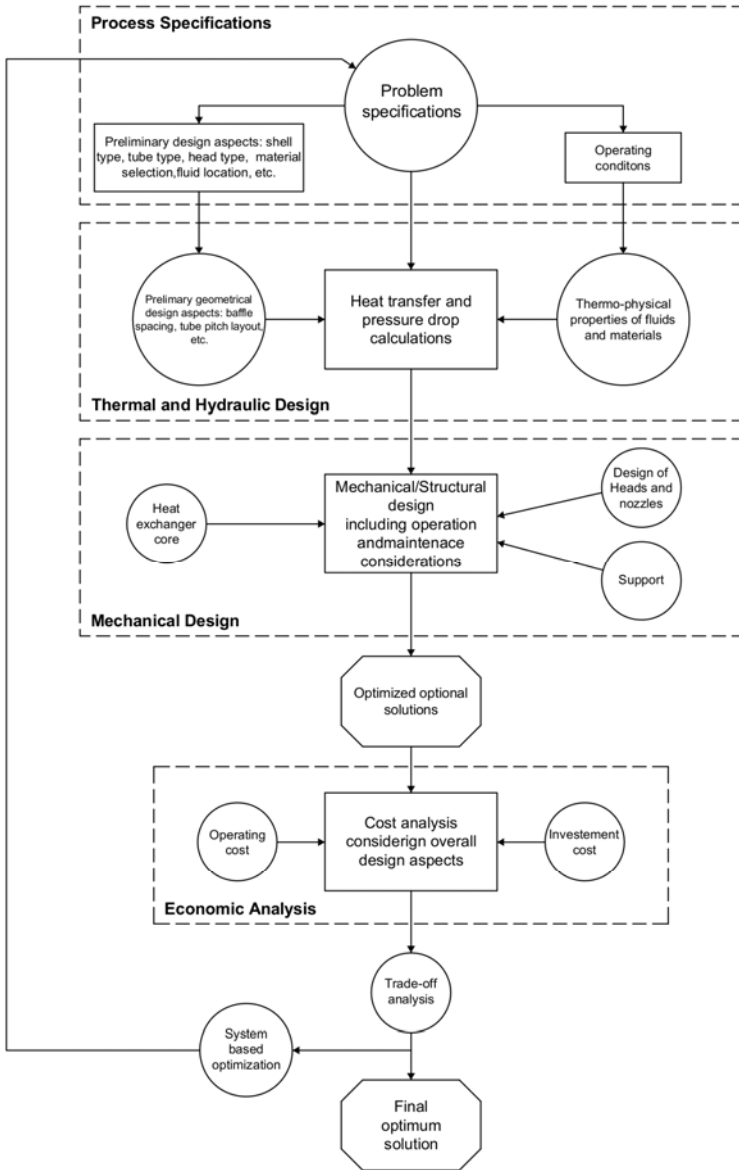 Process Specifications
Problem
specifications
Preliminary design aspects: shell
type, tube type, head type, material
selection,fluid location, etc.
Operating
conditons
Prelimary geometrical
design aspects: baffle
spacing, tube pitch layout,
etc.
Heat transfer and
pressure drop
calculations
Thermo-physical
properties of fluids
and materials
Thermal and Hydraulic Design
Heat
exchanger
core
Mechanical/Structural
design
including operation
andmaintenace
considerations
Design of
Heads and
nozzles
Support
Mechanical Design
Optimized optional
solutions
Operating
cost
Cost analysis
considerign overall
design aspects
Investement
cost
Economic Analysis
Trade-off
analysis
System
based
optimization
Final
optimum
solution